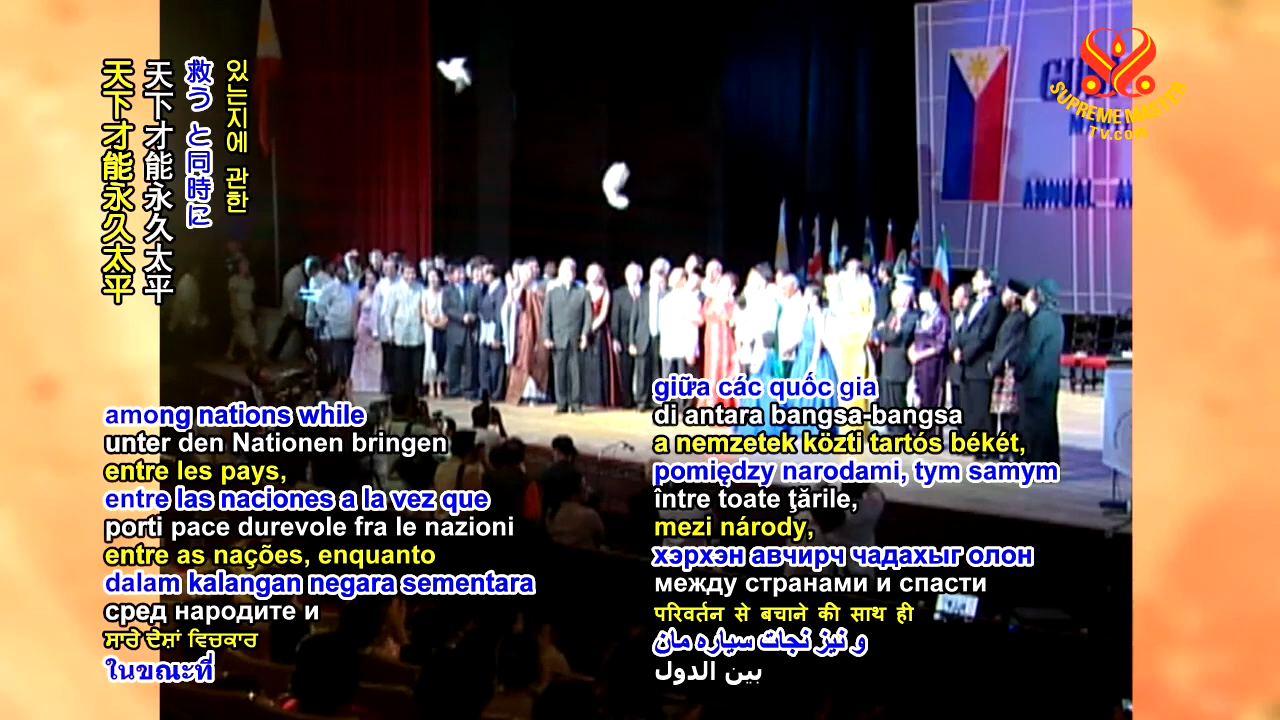 天下才能永久太平
天下才能永久太平
救う と同時に
있는지에 관한
SUPREME MASTER
TV.com
ANNUAL
among nations while
unter den Nationen bringen
entre les pays,
entre las naciones a la vez que
porti pace durevole fra le nazioni
entre as nações, enquanto
dalam kalangan negara sementara
сред народите и
ਸਾਰੇ ਦੇਸ਼ਾਂ ਵਿਚਕਾਰ
ในขณะที่
giữa các quốc gia
di antara bangsa-bangsa
a nemzetek közti tartós békét,
pomiędzy narodami, tym samym
între toate ţările,
mezi národy,
хэрхэн авчирч чадахыг олон
между странами и спасти
परिवर्तन से बचाने की साथ ही
و نیز نجات سیاره مان
بين الدول